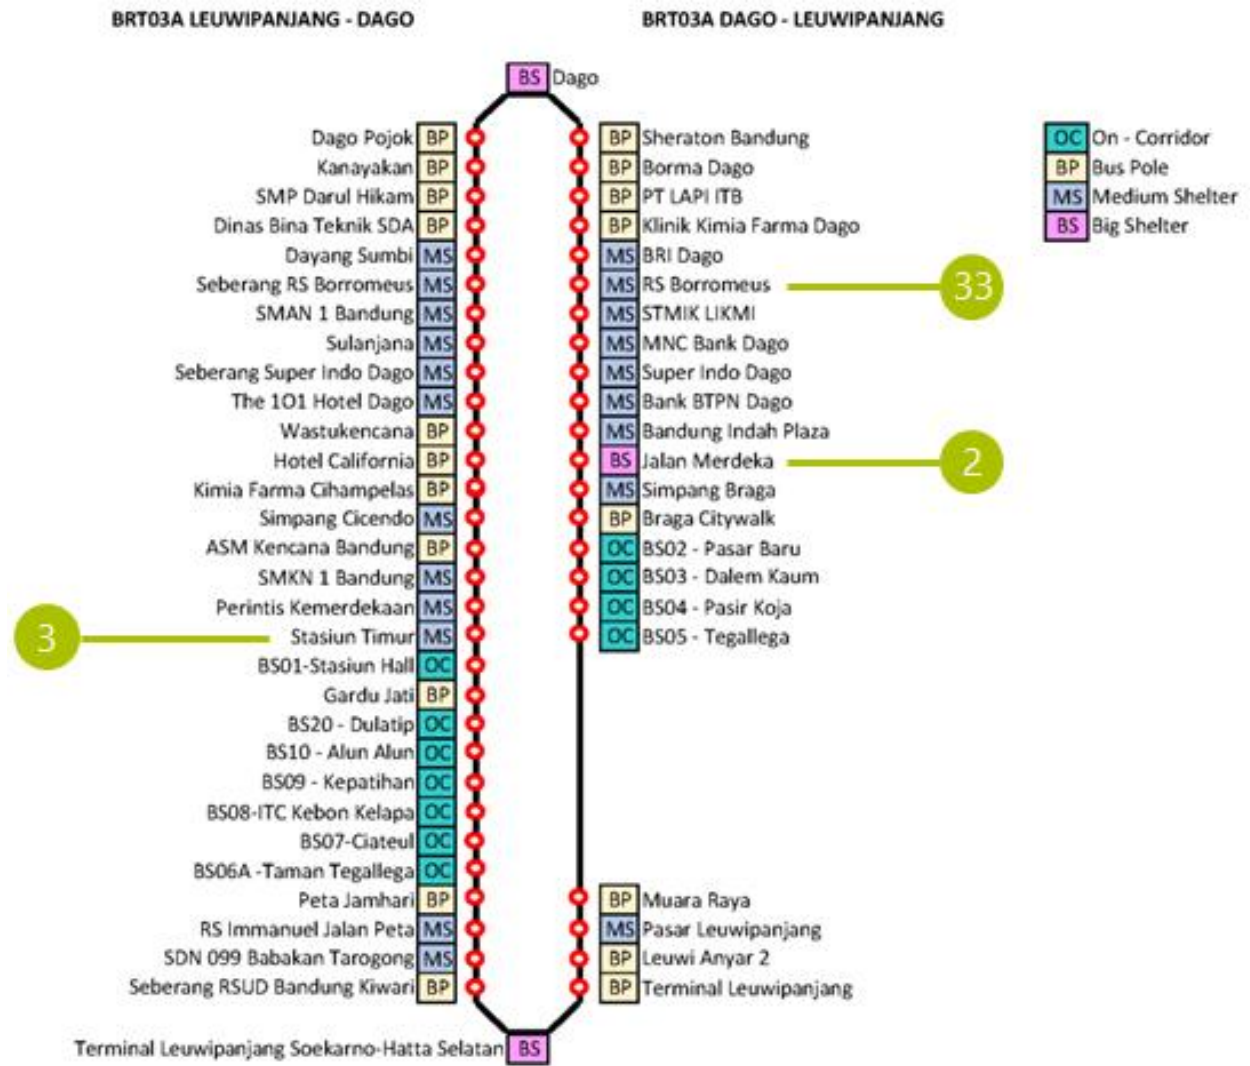 BRT03A LEUWIPANJANG - DAGO
BRT03A DAGO - LEUWIPANJANG
BS Dago
Dago Pojok BP
Kanayakan BP
SMP Darul Hikam BP
Dinas Bina Teknik SDA BP
Dayang Sumbi MS
Seberang RS Borromeus MS
SMAN 1 Bandung MS
Sulanjana MS
Seberang Super Indo Dago MS
The 1O1 Hotel Dago MS
Wastukencana BP
Hotel California BP
Kimia Farma Cihampelas BP
Simpang Cicendo MS
ASM Kencana Bandung BP
SMKN 1 Bandung MS
Perintis Kemerdekaan MS
3
Stasiun Timur MS
BS01-Stasiun Hall OC
Gardu Jati BP
BS20 - Dulatip OC
BS10 - Alun Alun OC
BS09 - Kepatihan OC
BS08-ITC Kebon Kelapa OC
BS07-Ciateul OC
BS06A -Taman Tegallega OC
Peta Jamhari BP
RS Immanuel Jalan Peta MS
SDN 099 Babakan Tarogong MS
Seberang RSUD Bandung Kiwari BP
Terminal Leuwipanjang Soekarno-Hatta Selatan BS
BP Sheraton Bandung
BP Borma Dago
BP PT LAPI ITB
BP Klinik Kimia Farma Dago
MS BRI Dago
MS RS Borromeus
33
MS STMIK LIKMI
MS MNC Bank Dago
MS Super Indo Dago
MS Bank BTPN Dago
MS Bandung Indah Plaza
BS Jalan Merdeka
2
MS Simpang Braga
BP Braga Citywalk
OC BS02 - Pasar Baru
OC BS03 - Dalem Kaum
OC BS04 - Pasir Koja
OC BS05 - Tegallega
BP Muara Raya
MS Pasar Leuwipanjang
BP Leuwi Anyar 2
BP Terminal Leuwipanjang
OC On - Corridor
BP Bus Pole
MS Medium Shelter
BS Big Shelter